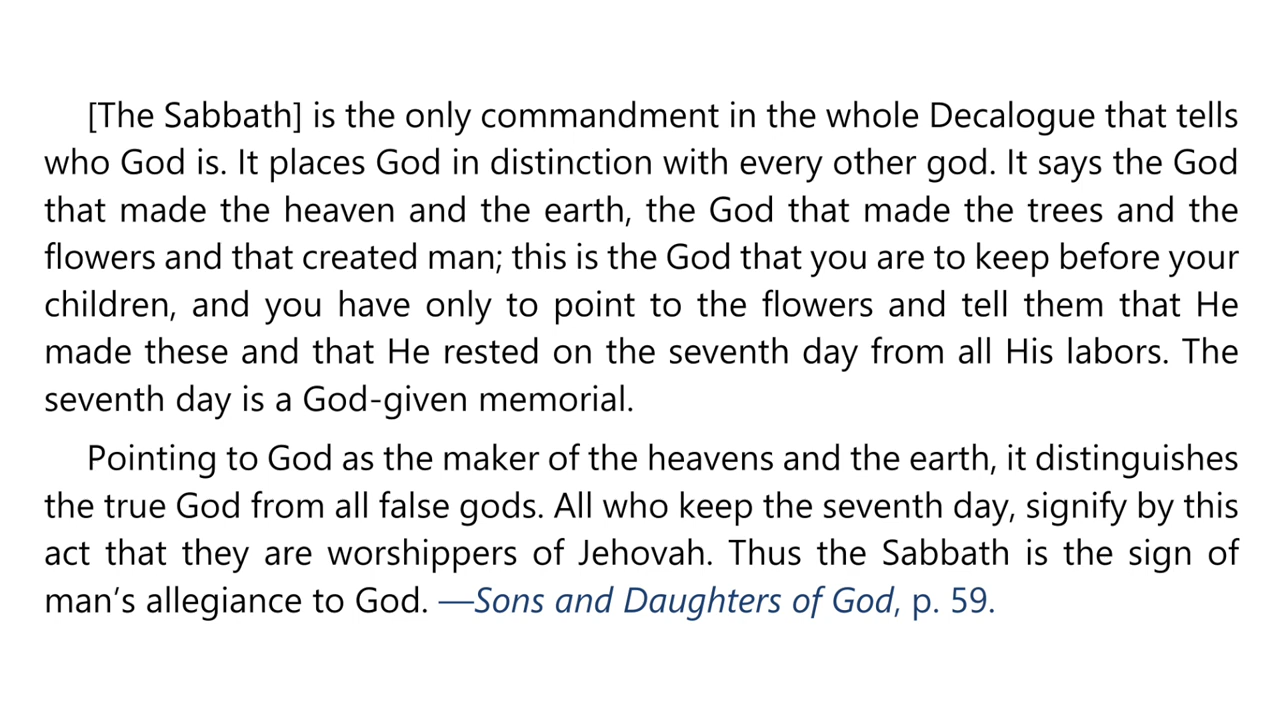 [The Sabbath] is the only commandment in the whole Decalogue that tells
who God is. It places God in distinction with every other god. It says the God
that made the heaven and the earth, the God that made the trees and the
flowers and that created man; this is the God that you are to keep before your
children, and you have only to point to the flowers and tell them that He
made these and that He rested on the seventh day from all His labors. The
seventh day is a God-given memorial.
Pointing to God as the maker of the heavens and the earth, it distinguishes
the true God from all false gods. All who keep the seventh day, signify by this
act that they are worshippers of Jehovah. Thus the Sabbath is the sign of
man’s allegiance to God. —Sons and Daughters of God, p. 59.